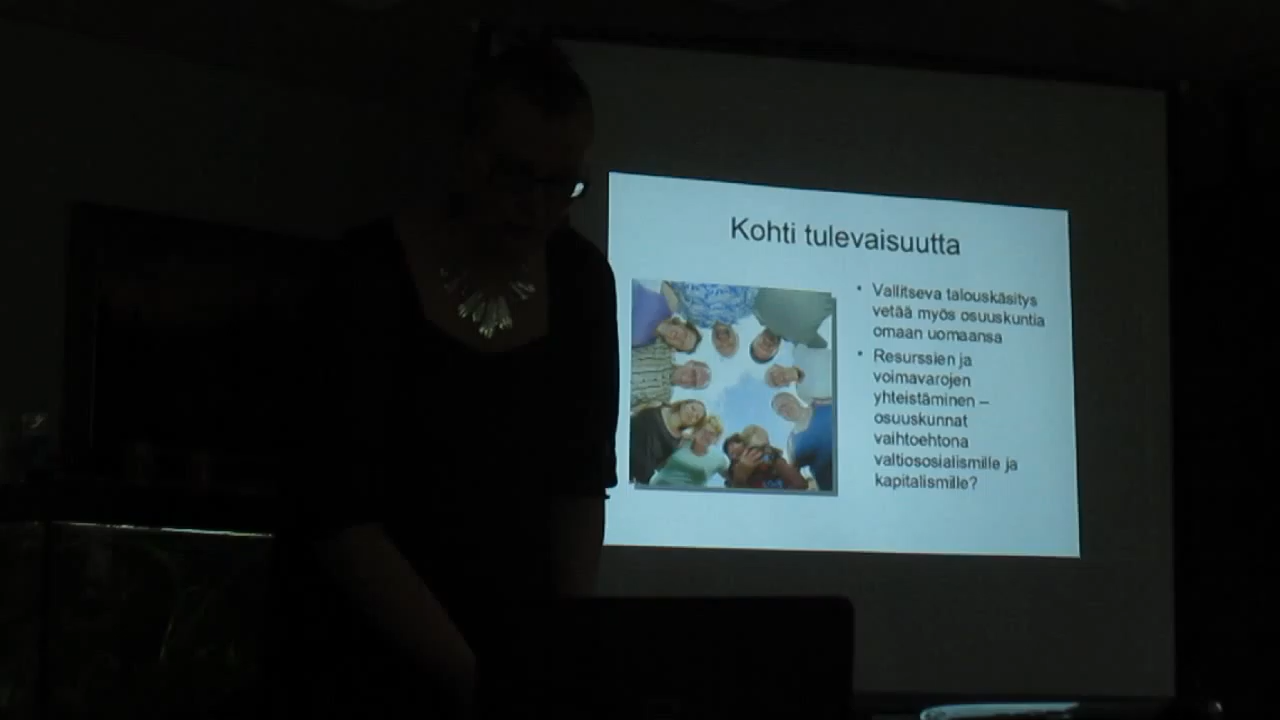 Kohti tulevaisuutta
• Vallitseva talouskäsitys
vetää myös osuuskuntia
omaan uomaansa
• Resurssien ja
voimavarojen
yhteistäminen –
osuuskunnat
vaihtoehtona
valtiososialismille ja
kapitalismille?